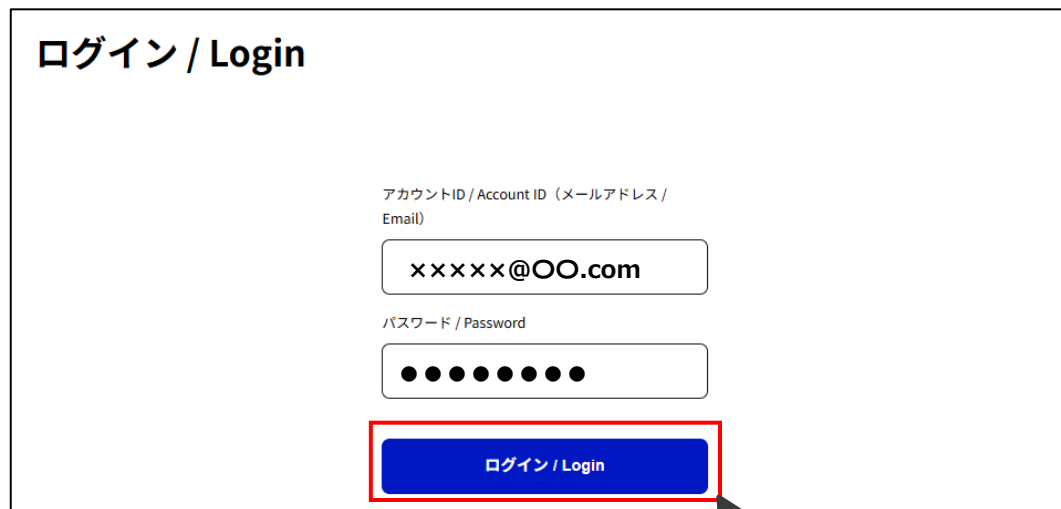 ログイン / Login
アカウントID / Account ID（メールアドレス /
Email）
×××××@〇〇.com
パスワード / Password
●●●●●●●●
ログイン / Login